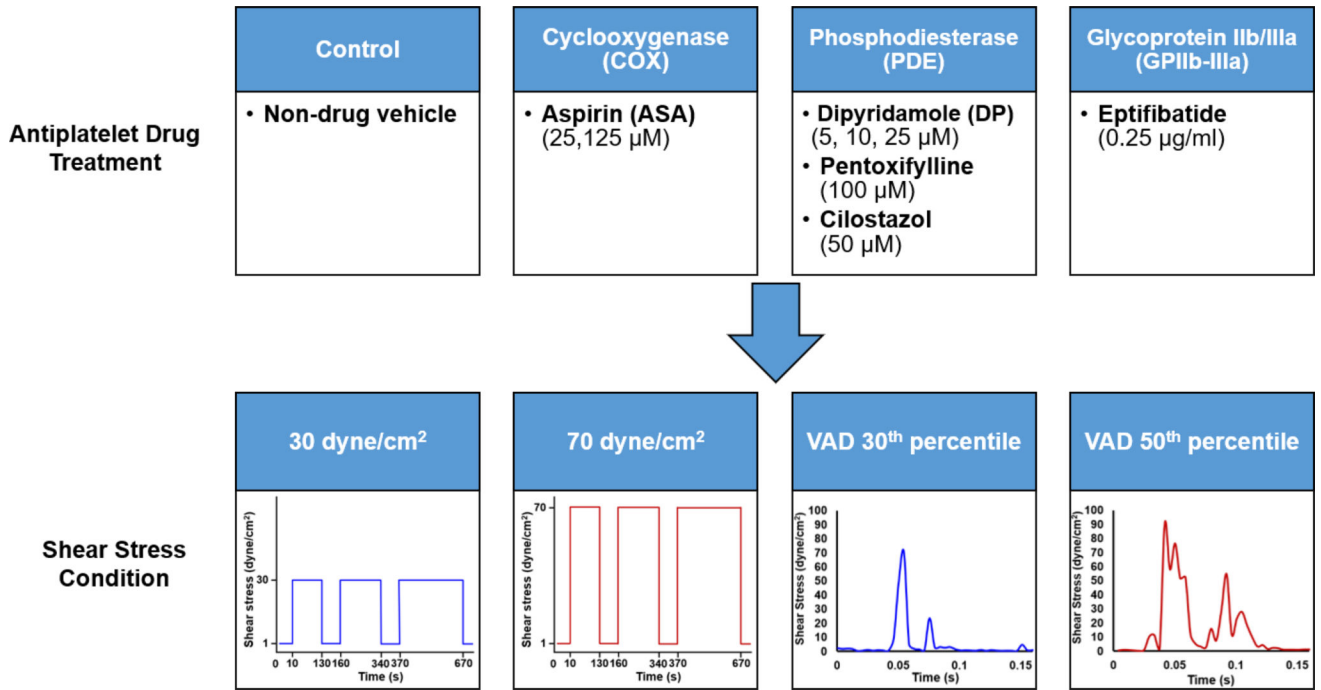 Control
Cyclooxygenase
(COX)
Phosphodiesterase
(PDE)
Glycoprotein IIb/IIIa
(GPIIb-IIIa)
Antiplatelet Drug
Treatment
• Non-drug vehicle
• Aspirin (ASA)
(25,125 µM)
• Dipyridamole (DP)
(5, 10, 25 µM)
• Pentoxifylline
(100 µM)
• Cilostazol
(50 µM)
• Eptifibatide
(0.25 µg/ml)
Shear Stress
Condition
30 dyne/cm²
Shear stress (dyne/cm²)
30
1
0 10 130 160 340 370 670
Time (s)
70 dyne/cm²
Shear stress (dyne/cm²)
70
1
0 10 130 160 340 370 670
Time (s)
VAD 30th percentile
Shear Stress (dyne/cm²)
100
90
80
70
60
50
40
30
20
10
0
0 0.05 0.1 0.15
Time (s)
VAD 50th percentile
Shear Stress (dyne/cm²)
100
90
80
70
60
50
40
30
20
10
0
0 0.05 0.1 0.15
Time (s)